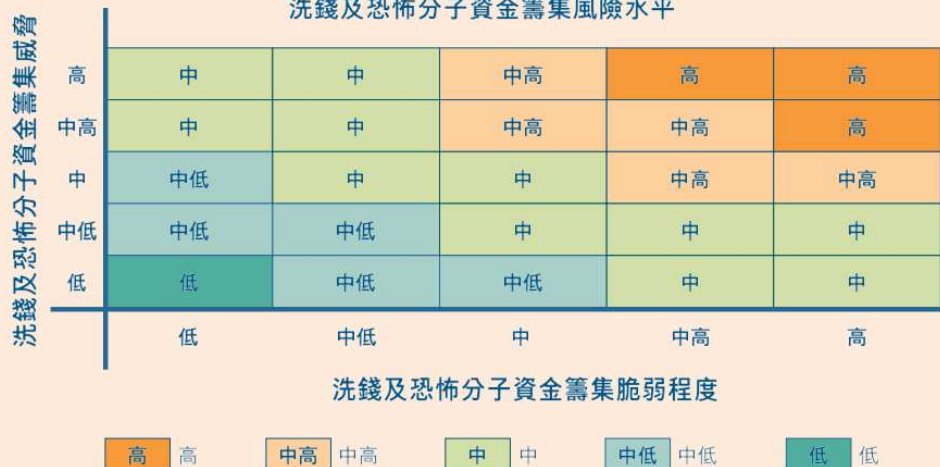 洗錢及恐怖分子資金籌集風險水平
洗錢及恐怖分子資金籌集威脅
高 中 中 中高 高 高
中高 中 中 中高 中高 高
中 中低 中 中 中高 中高
中低 中低 中低 中 中 中
低 低 中低 中低 中 中
低 中低 中 中高 高
洗錢及恐怖分子資金籌集脆弱程度
高 高 中高 中高 中 中 中低 中低 低 低